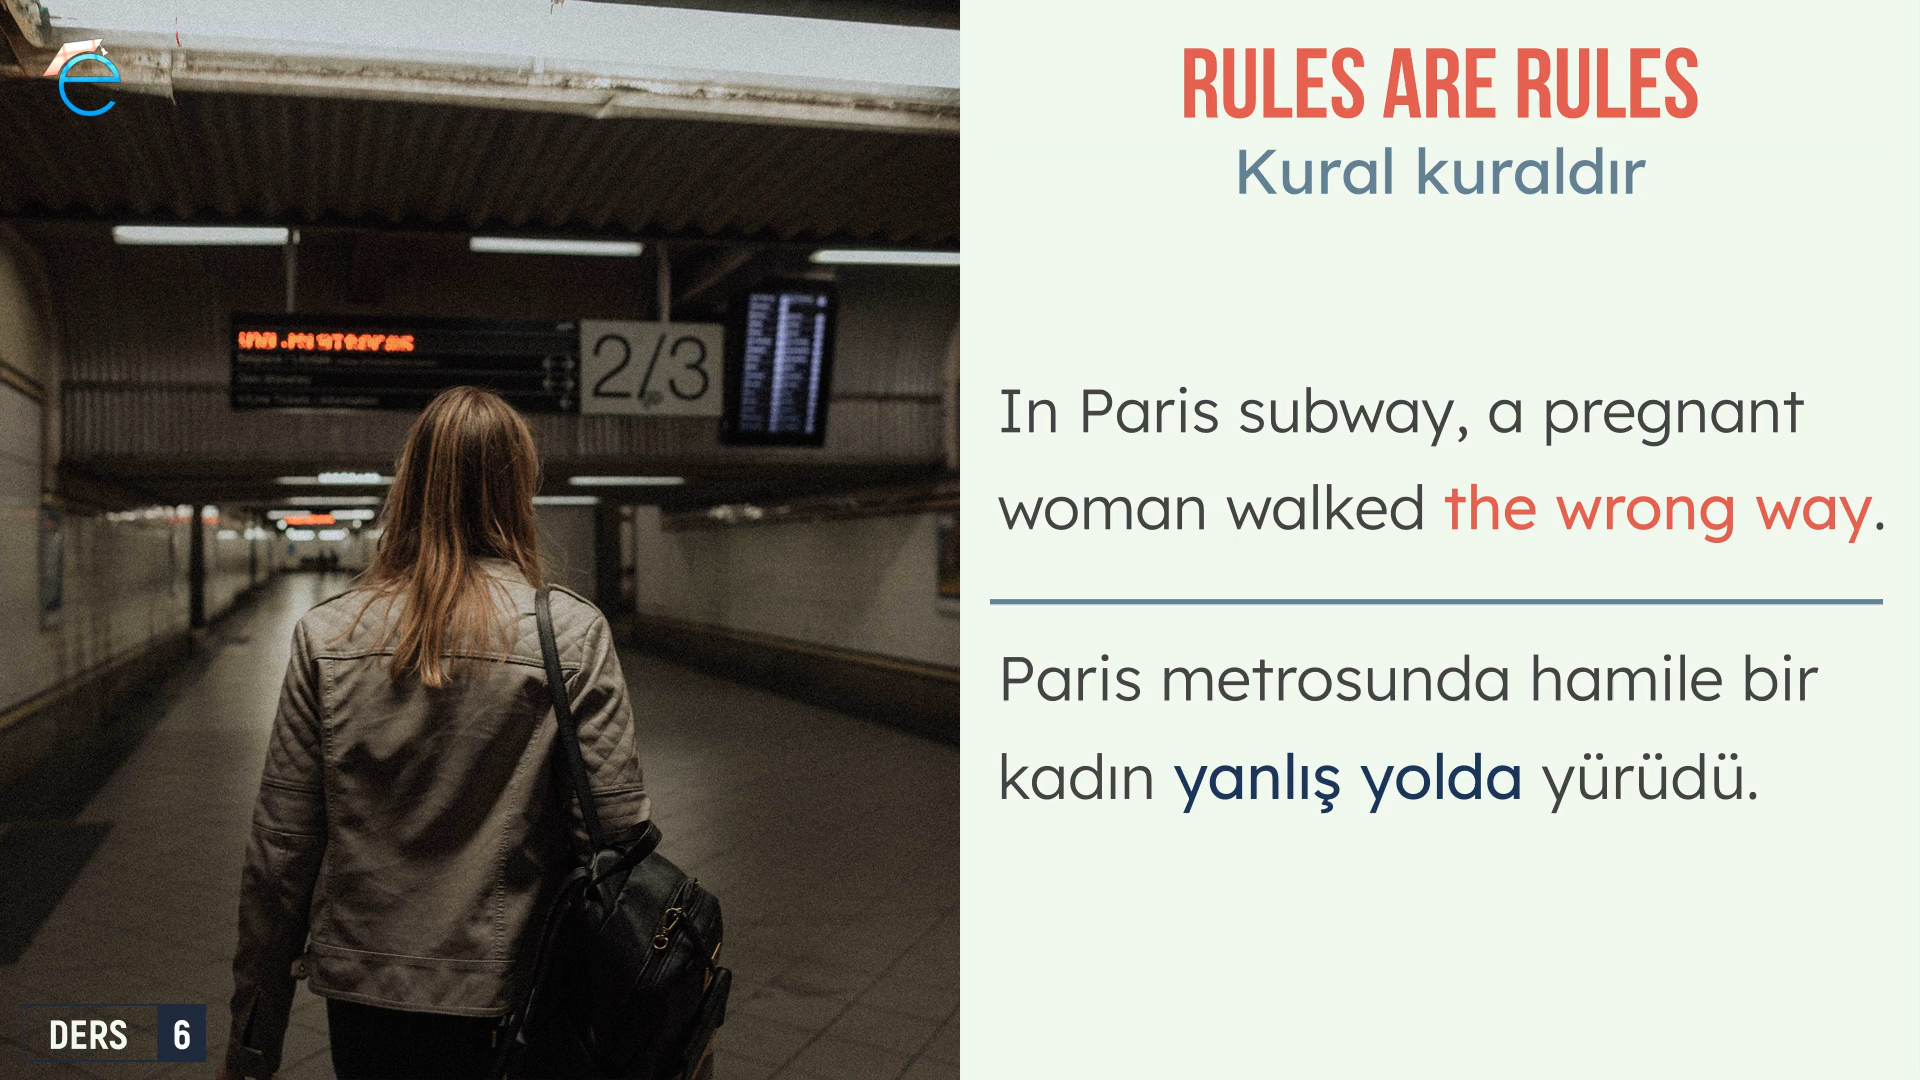 RULES ARE RULES
Kural kuraldır
2/3
In Paris subway, a pregnant
woman walked the wrong way.
Paris metrosunda hamile bir
kadın yanlış yolda yürüdü.
DERS 6